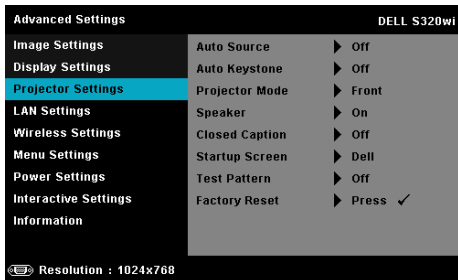 Advanced Settings DELL S320wi
Image Settings Auto Source Off
Display Settings Auto Keystone Off
Projector Settings Projector Mode Front
LAN Settings Speaker On
Wireless Settings Closed Caption Off
Menu Settings Startup Screen Dell
Power Settings Test Pattern Off
Interactive Settings Factory Reset Press ✓
Information
Resolution : 1024x768